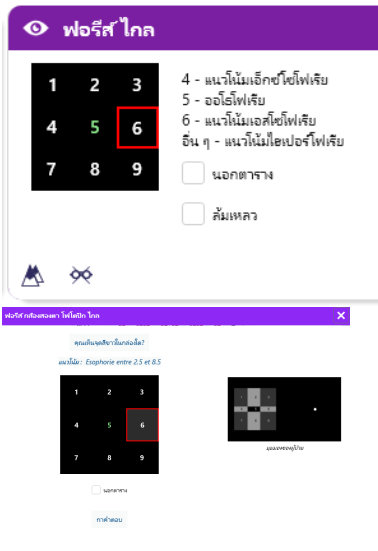 ฟอรีส์ ไกล
1 2 3
4 5 6
7 8 9
4 - แนวโน้มเอ็กซ์โซโฟเรีย
5 - ออโธโฟเรีย
6 - แนวโน้มเอสโซโฟเรีย
อื่น ๆ - แนวโน้มไฮเปอร์โฟเรีย
นอกตาราง
ล้มเหลว
ฟอรีส์ กล้องสองตา โฟโตปิก ไกล
คุณเห็นจุดสีขาวในกล่องใด?
แนวโน้ม : Esophorie entre 2.5 et 8.5
1 2 3
4 5 6
7 8 9
นอกตาราง
มุมมองของผู้ป่วย
กาคำตอบ